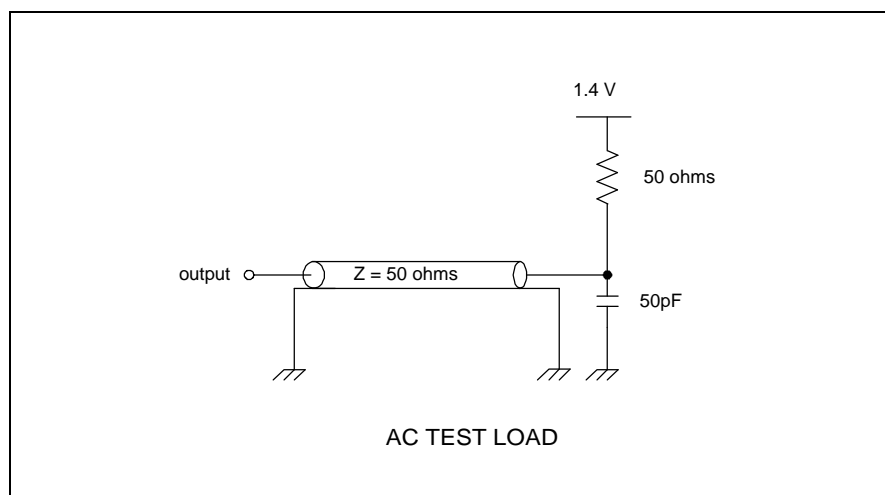 1.4 V
50 ohms
output
Z = 50 ohms
50pF
AC TEST LOAD